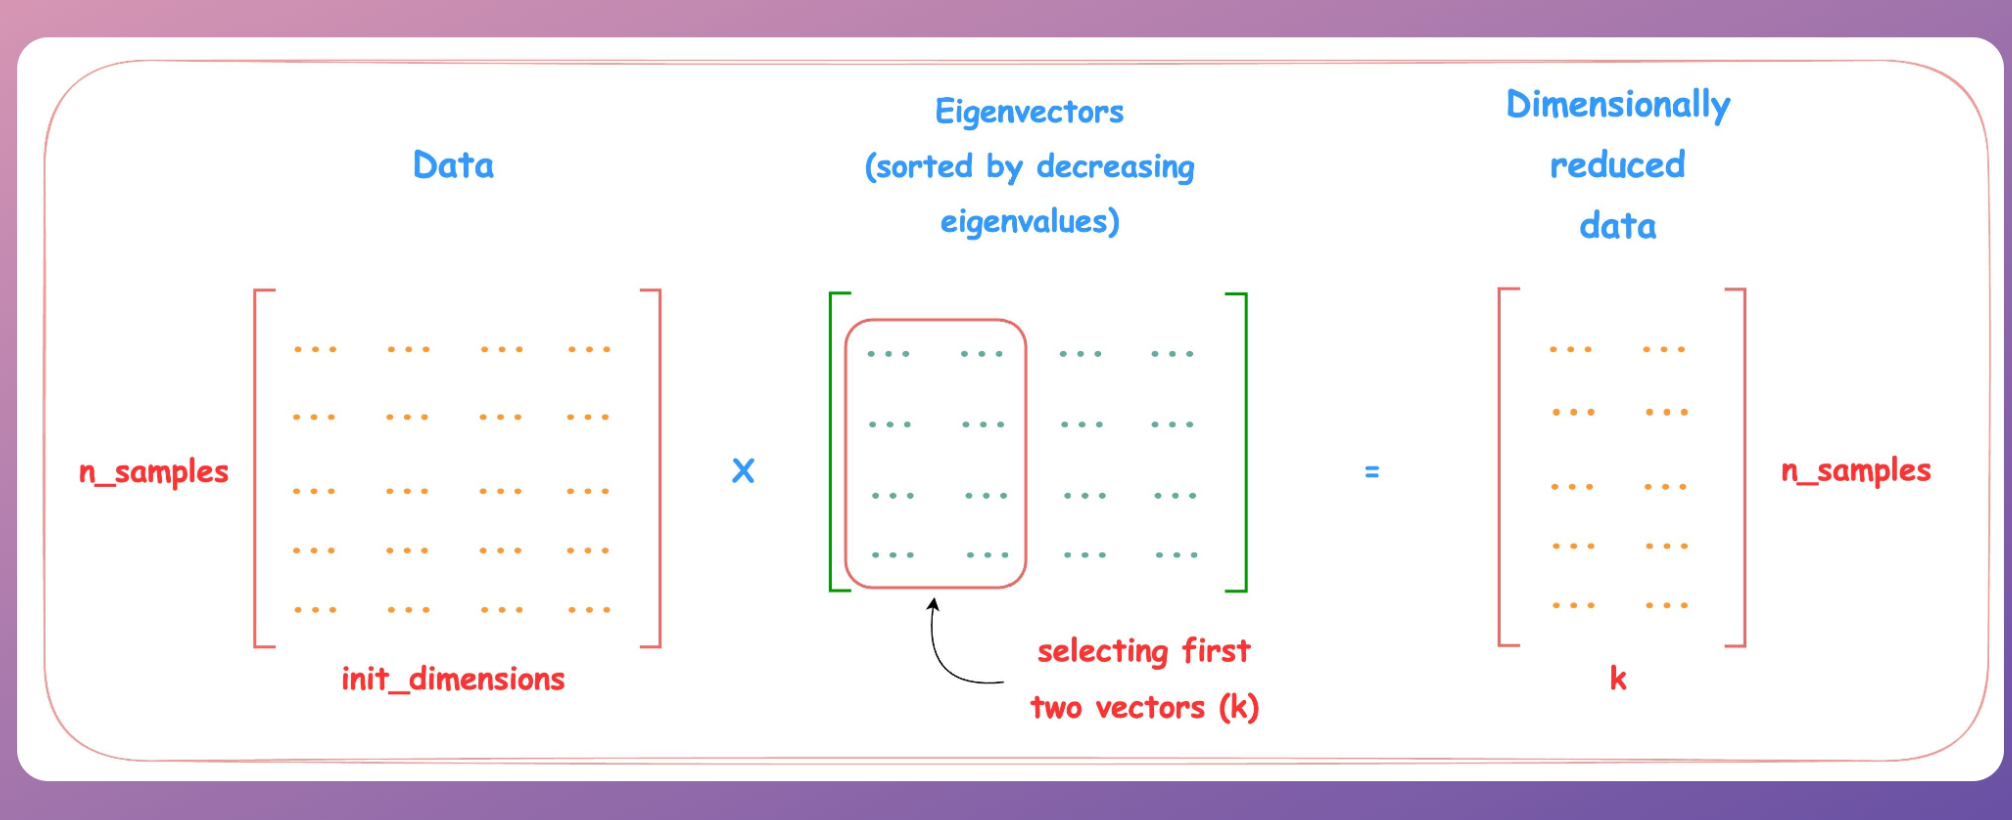 Data
Eigenvectors
(sorted by decreasing
eigenvalues)
Dimensionally
reduced
data
n_samples
X
=
n_samples
init_dimensions
selecting first
two vectors (k)
k